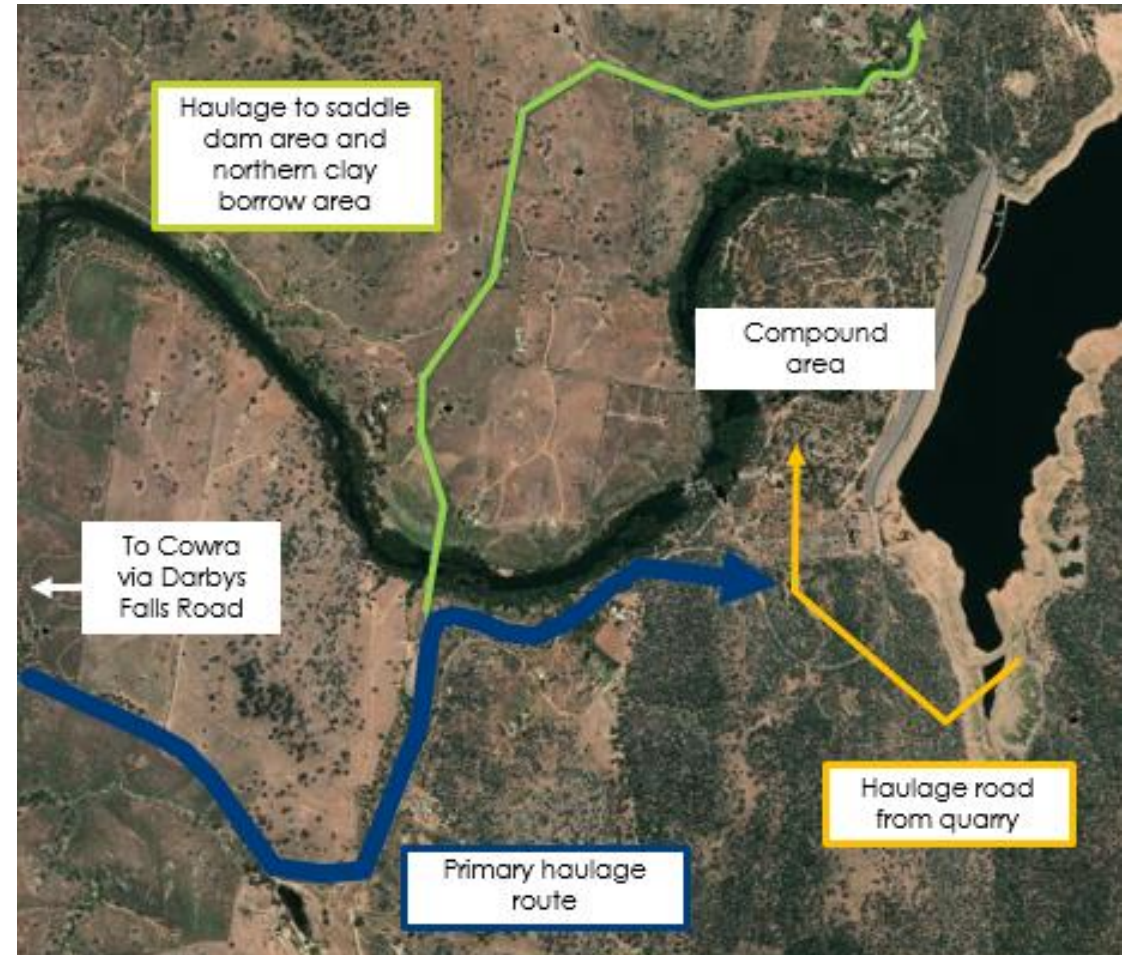 Haulage to saddle
dam area and
northern clay
borrow area
Compound
area
To Cowra
via Darbys
Falls Road
Haulage road
from quarry
Primary haulage
route